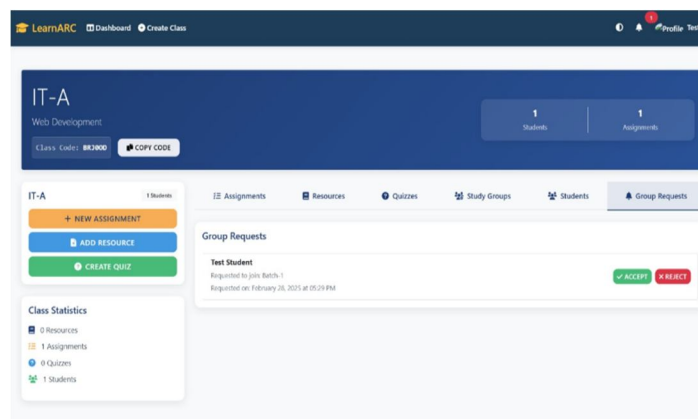 LearnARC Dashboard Create Class 1 Profile Test
IT-A
Web Development
Class Code: COPY CODE
1 Students
1 Assignments
IT-A 1 Students
+ NEW ASSIGNMENT
ADD RESOURCE
CREATE QUIZ
Assignments Resources Quizzes Study Groups Students Group Requests
Group Requests
Test Student
Requested to join: Batch-1
Requested on: February 28, 2025 at 05:29 PM
ACCEPT REJECT
Class Statistics
0 Resources
1 Assignments
0 Quizzes
1 Students